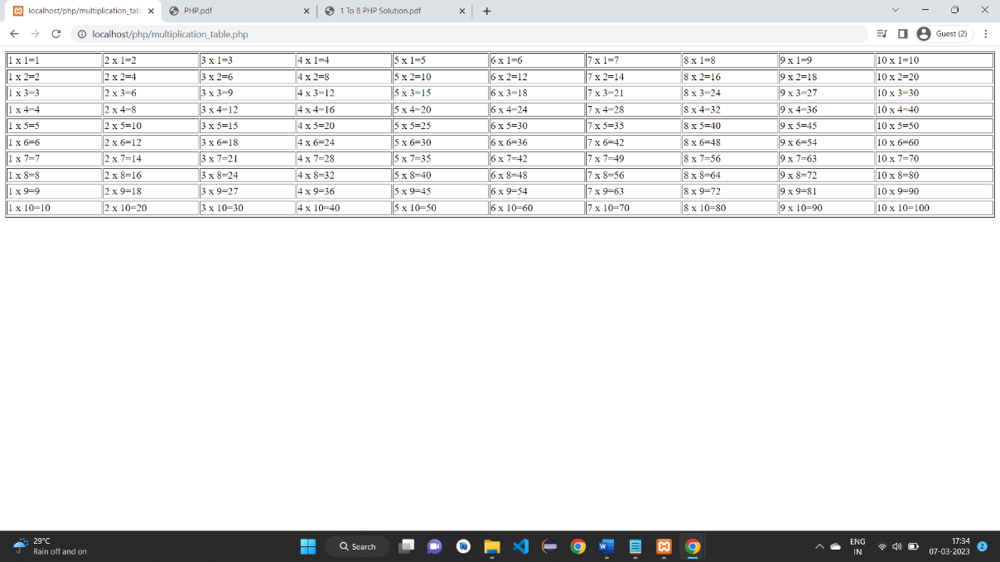 localhost/php/multiplication_tabl
PHP.pdf
1 To 8 PHP Solution.pdf
localhost/php/multiplication_table.php
Guest (2)
1 x 1=1 2 x 1=2 3 x 1=3 4 x 1=4 5 x 1=5 6 x 1=6 7 x 1=7 8 x 1=8 9 x 1=9 10 x 1=10
1 x 2=2 2 x 2=4 3 x 2=6 4 x 2=8 5 x 2=10 6 x 2=12 7 x 2=14 8 x 2=16 9 x 2=18 10 x 2=20
1 x 3=3 2 x 3=6 3 x 3=9 4 x 3=12 5 x 3=15 6 x 3=18 7 x 3=21 8 x 3=24 9 x 3=27 10 x 3=30
1 x 4=4 2 x 4=8 3 x 4=12 4 x 4=16 5 x 4=20 6 x 4=24 7 x 4=28 8 x 4=32 9 x 4=36 10 x 4=40
1 x 5=5 2 x 5=10 3 x 5=15 4 x 5=20 5 x 5=25 6 x 5=30 7 x 5=35 8 x 5=40 9 x 5=45 10 x 5=50
1 x 6=6 2 x 6=12 3 x 6=18 4 x 6=24 5 x 6=30 6 x 6=36 7 x 6=42 8 x 6=48 9 x 6=54 10 x 6=60
1 x 7=7 2 x 7=14 3 x 7=21 4 x 7=28 5 x 7=35 6 x 7=42 7 x 7=49 8 x 7=56 9 x 7=63 10 x 7=70
1 x 8=8 2 x 8=16 3 x 8=24 4 x 8=32 5 x 8=40 6 x 8=48 7 x 8=56 8 x 8=64 9 x 8=72 10 x 8=80
1 x 9=9 2 x 9=18 3 x 9=27 4 x 9=36 5 x 9=45 6 x 9=54 7 x 9=63 8 x 9=72 9 x 9=81 10 x 9=90
1 x 10=10 2 x 10=20 3 x 10=30 4 x 10=40 5 x 10=50 6 x 10=60 7 x 10=70 8 x 10=80 9 x 10=90 10 x 10=100
29°C
Rain off and on
Search
ENG
IN
17:34
07-03-2023
2